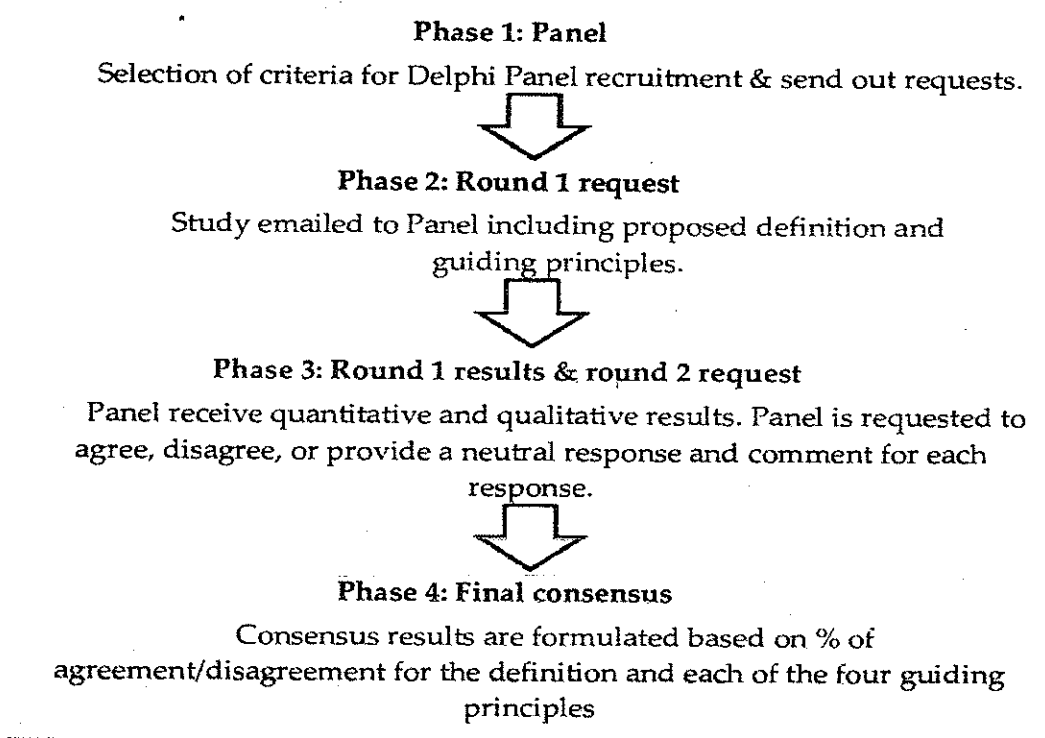 Phase 1: Panel
Selection of criteria for Delphi Panel recruitment & send out requests.
Phase 2: Round 1 request
Study emailed to Panel including proposed definition and
guiding principles.
Phase 3: Round 1 results & round 2 request
Panel receive quantitative and qualitative results. Panel is requested to
agree, disagree, or provide a neutral response and comment for each
response.
Phase 4: Final consensus
Consensus results are formulated based on % of
agreement/disagreement for the definition and each of the four guiding
principles